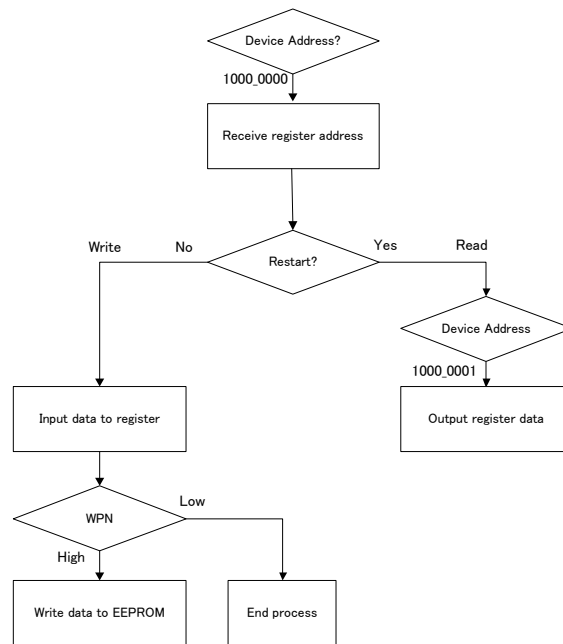 Device Address?
1000_0000
Receive register address
Write No Yes Read
Restart?
Device Address
1000_0001
Input data to register
Output register data
Low
WPN
High
Write data to EEPROM
End process